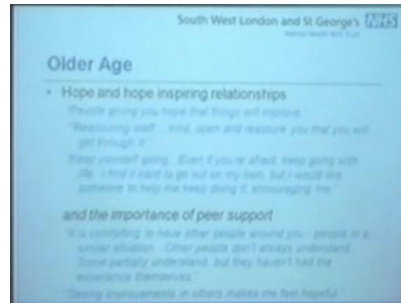 South West London and St George's NHS
Mental Health NHS Trust
Older Age
• Hope and hope inspiring relationships
"People giving you hope that things will improve."
"Reassuring staff... kind, open and reassure you that you will
get through it."
"Keep yourself going. Even if you're afraid, keep going with
life. I find it hard to go out on my own, but I would like
someone to help me keep doing it, encouraging me."
and the importance of peer support
"It is comforting to have other people around you - people in a
similar situation. Other people don't always understand.
Some partially understand, but they haven't had the
experience themselves."
"Seeing improvements in others makes me feel hopeful."